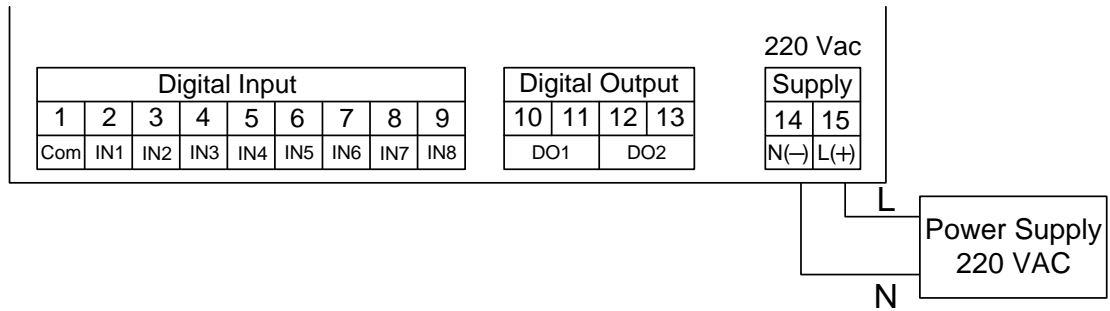 220 Vac
Digital Input
Digital Output
Supply
1 2 3 4 5 6 7 8 9
10 11 12 13
14 15
Com IN1 IN2 IN3 IN4 IN5 IN6 IN7 IN8
DO1 DO2
N(–) L(+)
L
Power Supply
220 VAC
N